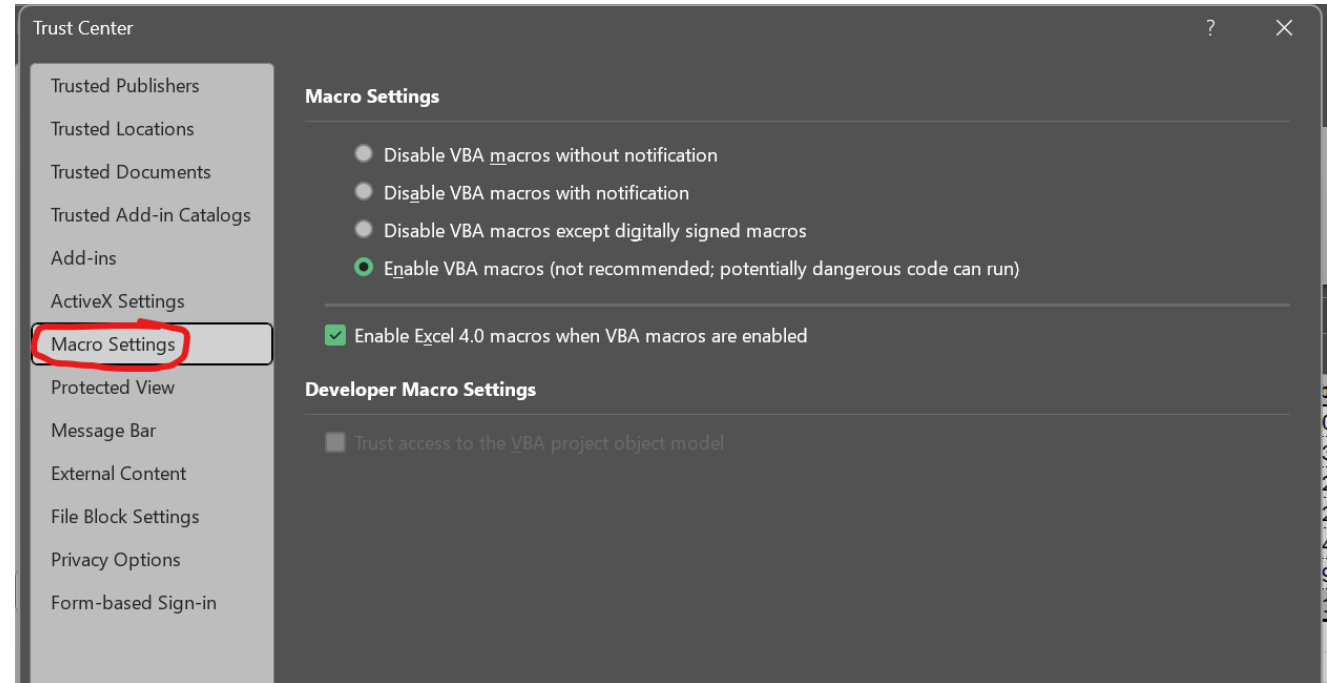 Trust Center
?
Trusted Publishers
Trusted Locations
Trusted Documents
Trusted Add-in Catalogs
Add-ins
ActiveX Settings
Macro Settings
Protected View
Message Bar
External Content
File Block Settings
Privacy Options
Form-based Sign-in
Macro Settings
Disable VBA macros without notification
Disable VBA macros with notification
Disable VBA macros except digitally signed macros
Enable VBA macros (not recommended; potentially dangerous code can run)
Enable Excel 4.0 macros when VBA macros are enabled
Developer Macro Settings
Trust access to the VBA project object model